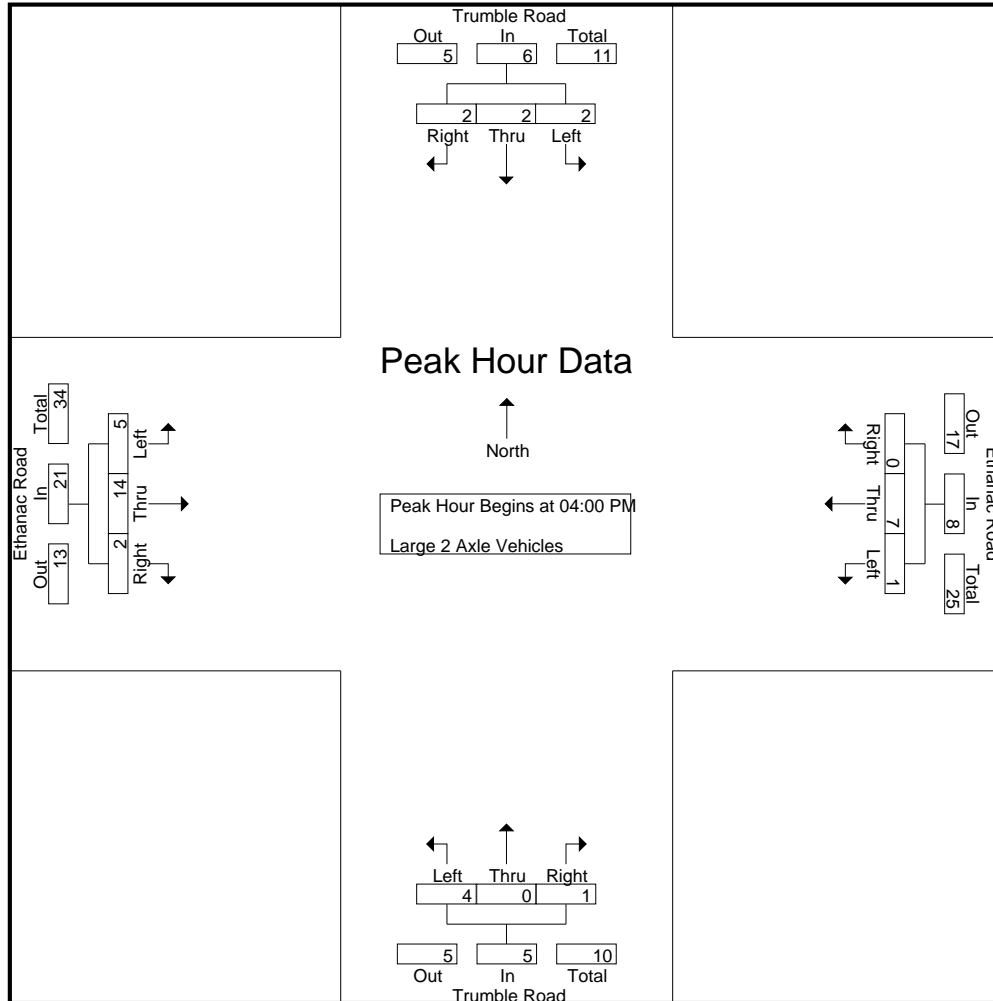 Trumble Road
Out In Total
5 6 11
2 2 2
Right Thru Left
Peak Hour Data
North
Peak Hour Begins at 04:00 PM
Large 2 Axle Vehicles
Ethanac Road
Total In Out
34 21 13
5 14 2
Left Thru Right
Ethanac Road
Out In Total
17 8 25
0 7 1
Right Thru Left
Left Thru Right
4 0 1
5 5 10
Out In Total
Trumble Road